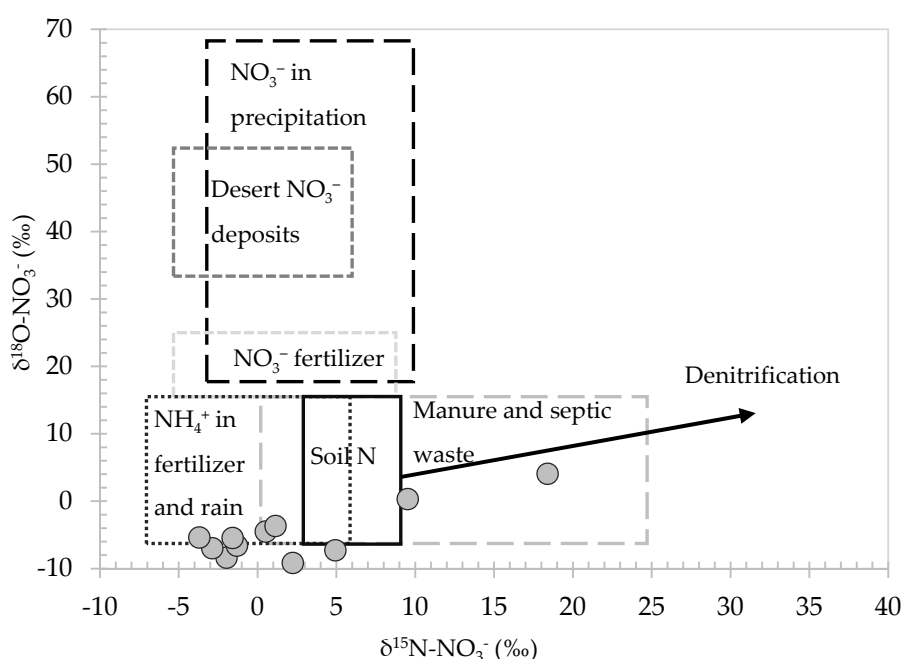 70
60
50
40
30
20
10
0
-10
-10 -5 0 5 10 15 20 25 30 35 40
δ¹⁸O-NO₃⁻ (‰)
δ¹⁵N-NO₃⁻ (‰)
NO₃⁻ in
precipitation
Desert NO₃⁻
deposits
NO₃⁻ fertilizer
Denitrification
NH₄⁺ in
fertilizer
and rain
Soil N
Manure and septic
waste